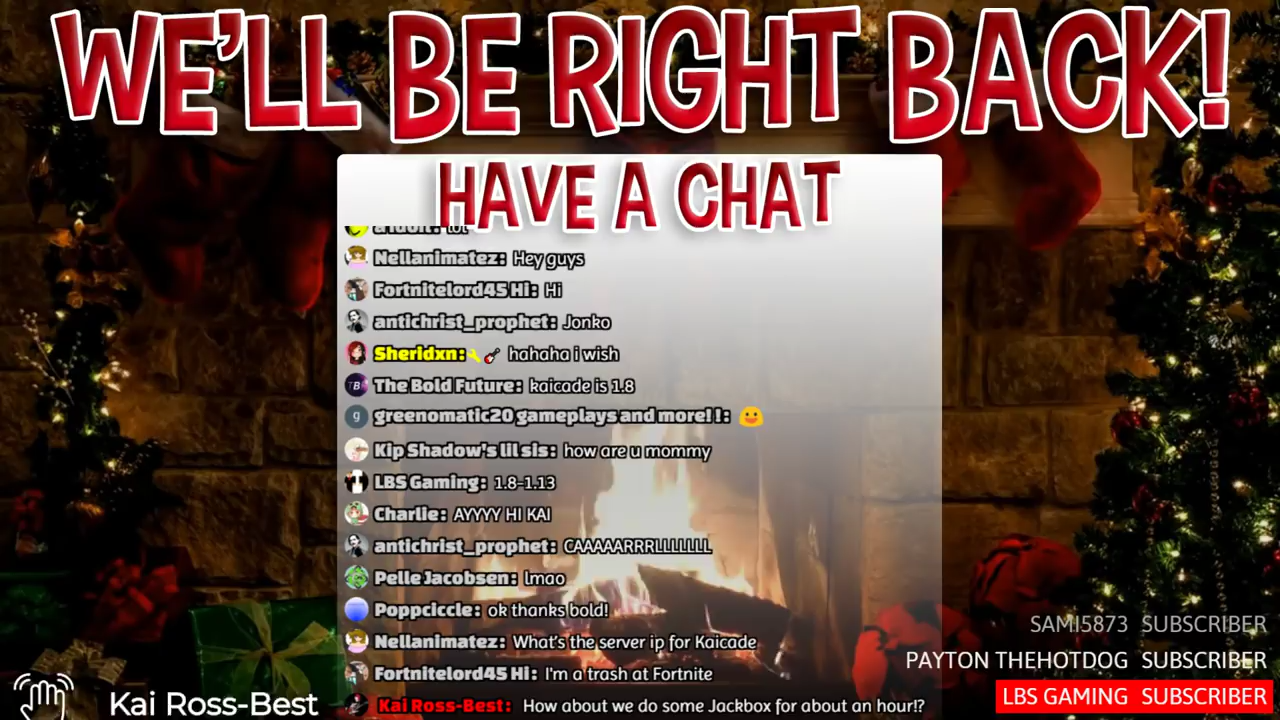 WE'LL BE RIGHT BACK!
HAVE A CHAT
lol
Nellanimatez: Hey guys
Fortnitelord45 Hi: Hi
antichrist_prophet: Jonko
Sheridxn: hahaha i wish
The Bold Future: kaicade is 1.8
greenomatic20 gameplays and more! !:
Kip Shadow's lil sis: how are u mommy
LBS Gaming: 1.8-1.13
Charlie: AYYYY HI KAI
antichrist_prophet: CAAAAARRRLLLLLLL
Pelle Jacobsen: lmao
Poppciccle: ok thanks bold!
Nellanimatez: What's the server ip for Kaicade
Fortnitelord45 Hi: I'm a trash at Fortnite
Kai Ross-Best: How about we do some Jackbox for about an hour!?
SAMI5873 SUBSCRIBER
PAYTON THEHOTDOG SUBSCRIBER
LBS GAMING SUBSCRIBER
Kai Ross-Best